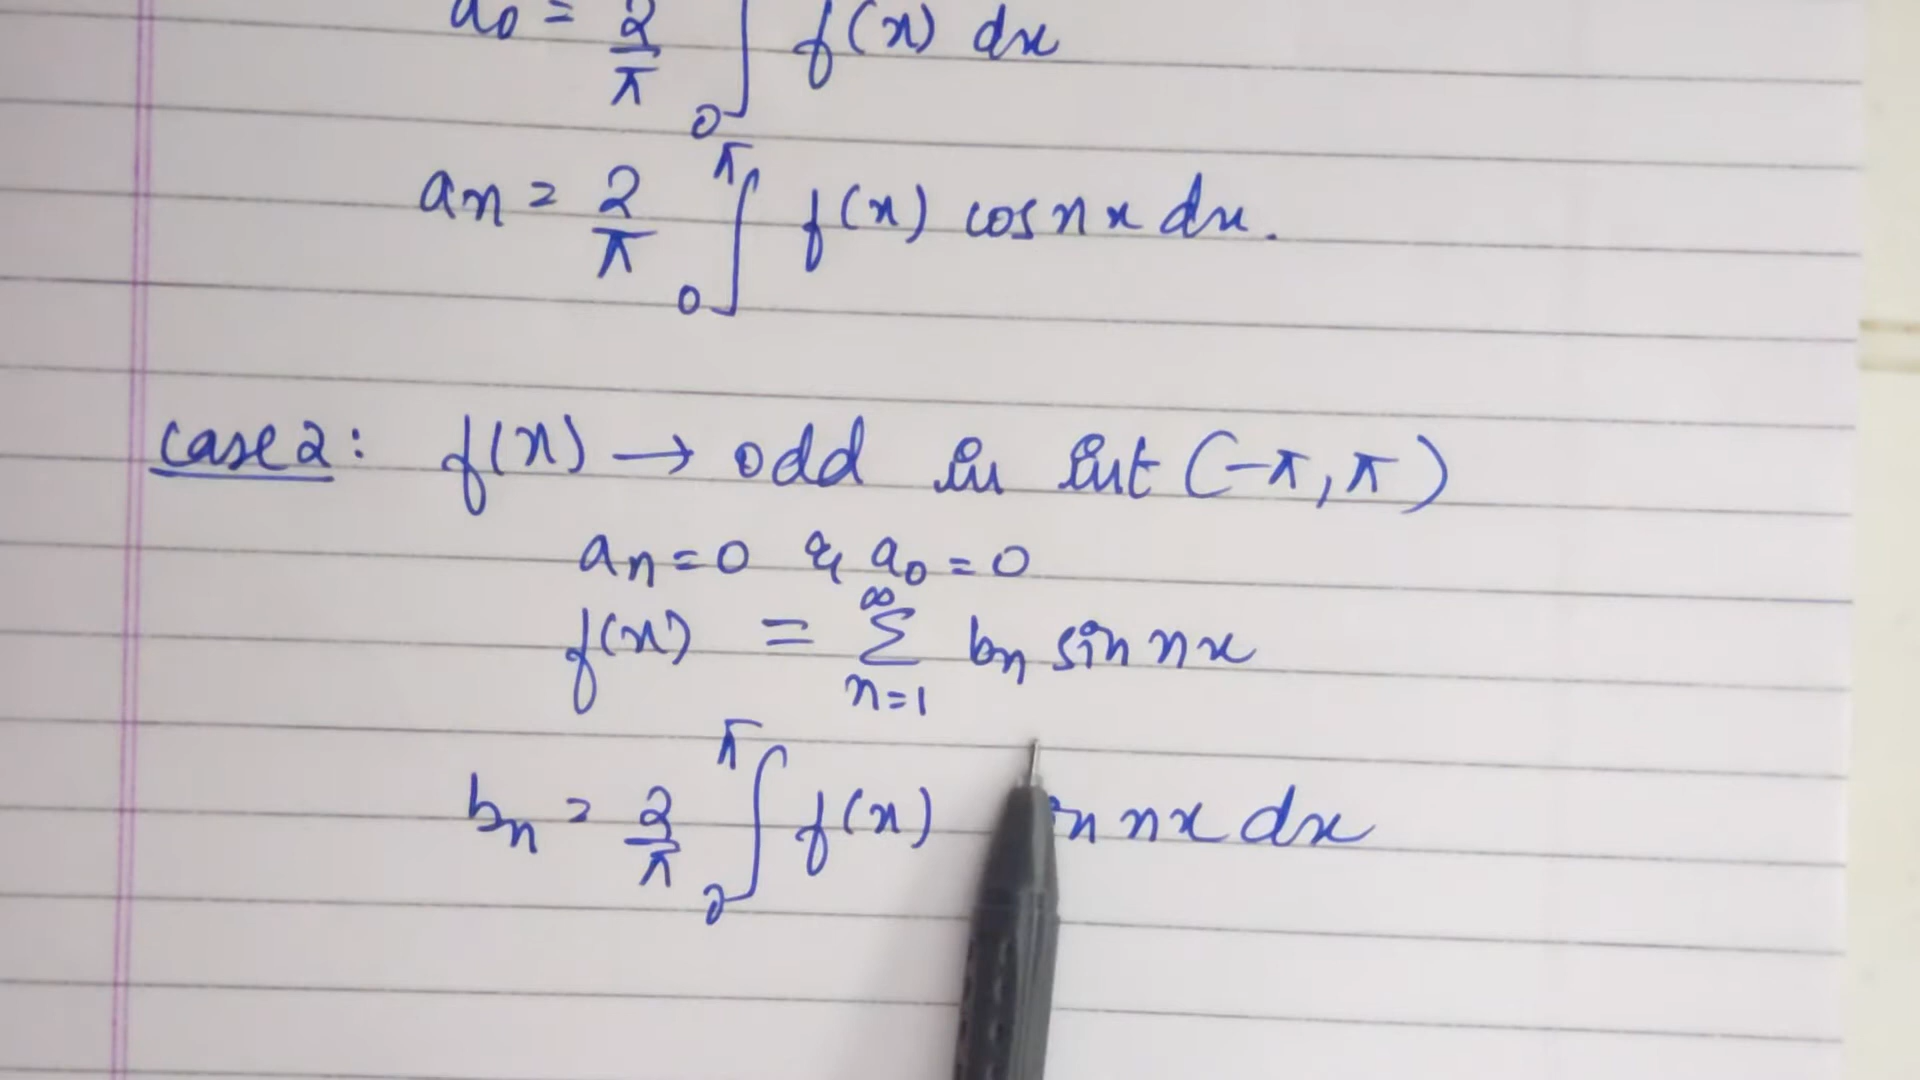 a₀ = 2/π ∫₀ f(x) dx
aₙ = 2/π ∫₀^π f(x) cos nx dx.
Case 2: f(x) → odd in int (-π, π)
aₙ = 0 & a₀ = 0
f(x) = ∑_{n=1}^∞ bₙ sin nx
bₙ = 2/π ∫₀^π f(x) n nx dx